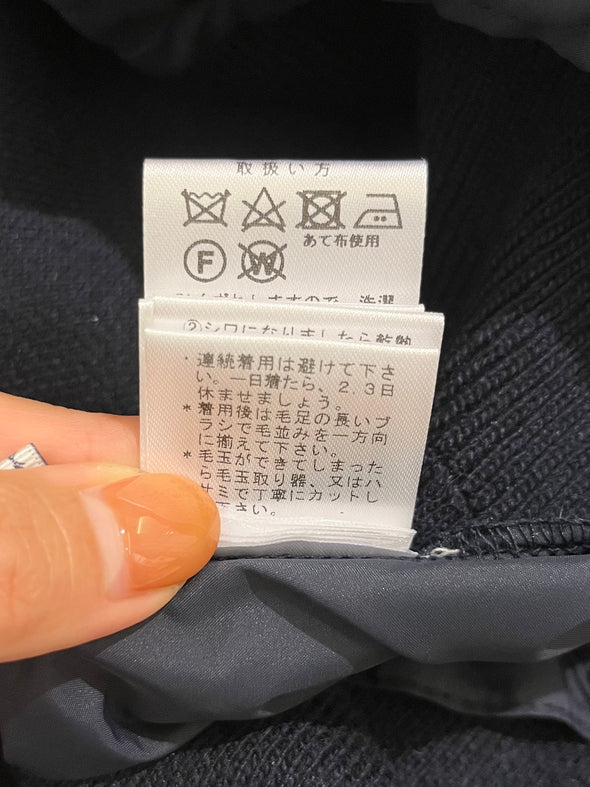 取扱い方
あて布使用
F
W
②シワになりましたら
・連続着用は避けて下さ
い。一日着たら、2.3日
休ませましょう。
*着用後は毛足の長いブ
ラシで毛並みを一方向
に揃えて下さい。
*毛玉ができてしまった
ら毛玉取り器、又はハ
サミで丁寧にカットし
下さい。